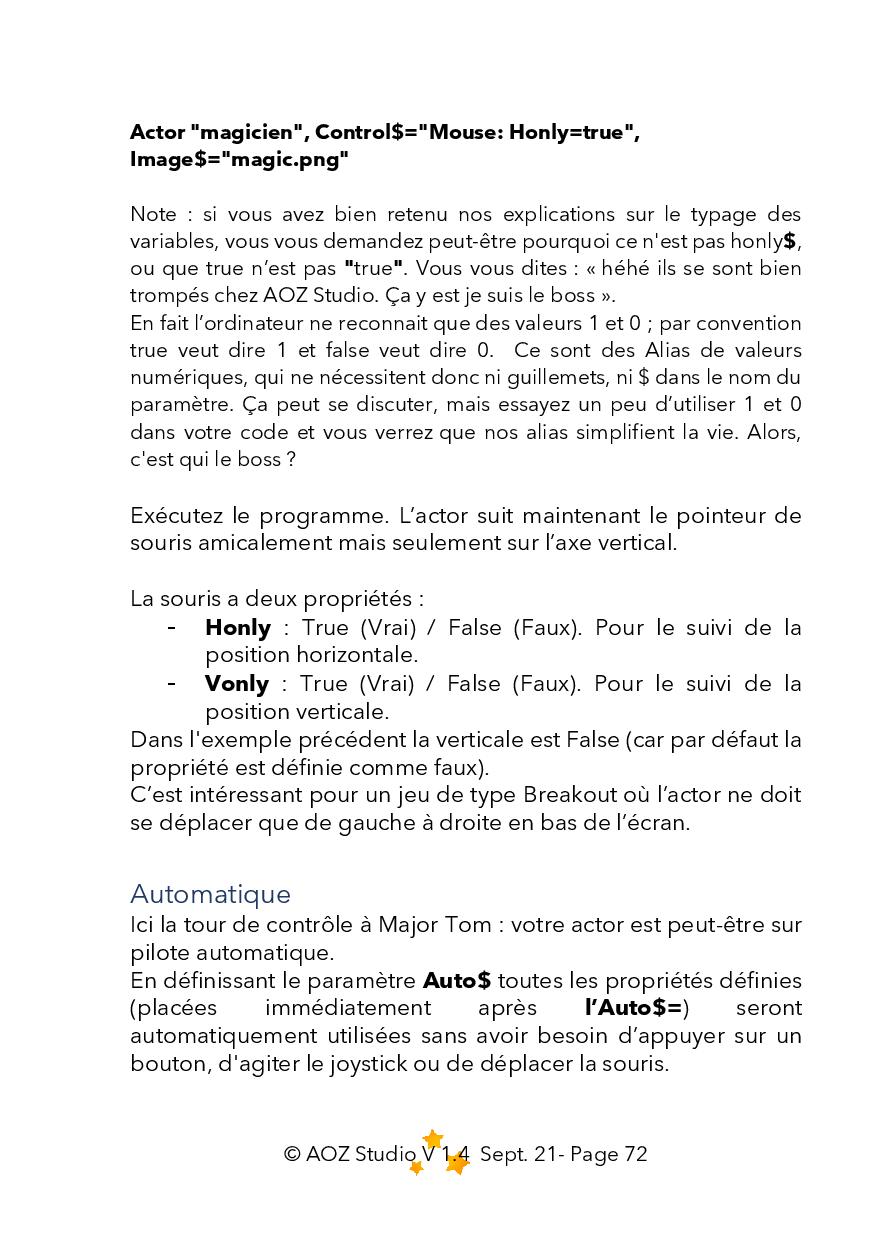 Actor "magicien", Control$="Mouse: Honly=true",
Image$="magic.png"
Note : si vous avez bien retenu nos explications sur le typage des
variables, vous vous demandez peut-être pourquoi ce n'est pas honly$,
ou que true n’est pas "true". Vous vous dites : « héhé ils se sont bien
trompés chez AOZ Studio. Ça y est je suis le boss ».
En fait l’ordinateur ne reconnait que des valeurs 1 et 0 ; par convention
true veut dire 1 et false veut dire 0. Ce sont des Alias de valeurs
numériques, qui ne nécessitent donc ni guillemets, ni $ dans le nom du
paramètre. Ça peut se discuter, mais essayez un peu d’utiliser 1 et 0
dans votre code et vous verrez que nos alias simplifient la vie. Alors,
c'est qui le boss ?
Exécutez le programme. L’actor suit maintenant le pointeur de
souris amicalement mais seulement sur l’axe vertical.
La souris a deux propriétés :
- Honly : True (Vrai) / False (Faux). Pour le suivi de la
position horizontale.
- Vonly : True (Vrai) / False (Faux). Pour le suivi de la
position verticale.
Dans l'exemple précédent la verticale est False (car par défaut la
propriété est définie comme faux).
C’est intéressant pour un jeu de type Breakout où l’actor ne doit
se déplacer que de gauche à droite en bas de l’écran.
Automatique
Ici la tour de contrôle à Major Tom : votre actor est peut-être sur
pilote automatique.
En définissant le paramètre Auto$ toutes les propriétés définies
(placées immédiatement après l’Auto$=) seront
automatiquement utilisées sans avoir besoin d’appuyer sur un
bouton, d'agiter le joystick ou de déplacer la souris.
© AOZ Studio V 1.4 Sept. 21- Page 72